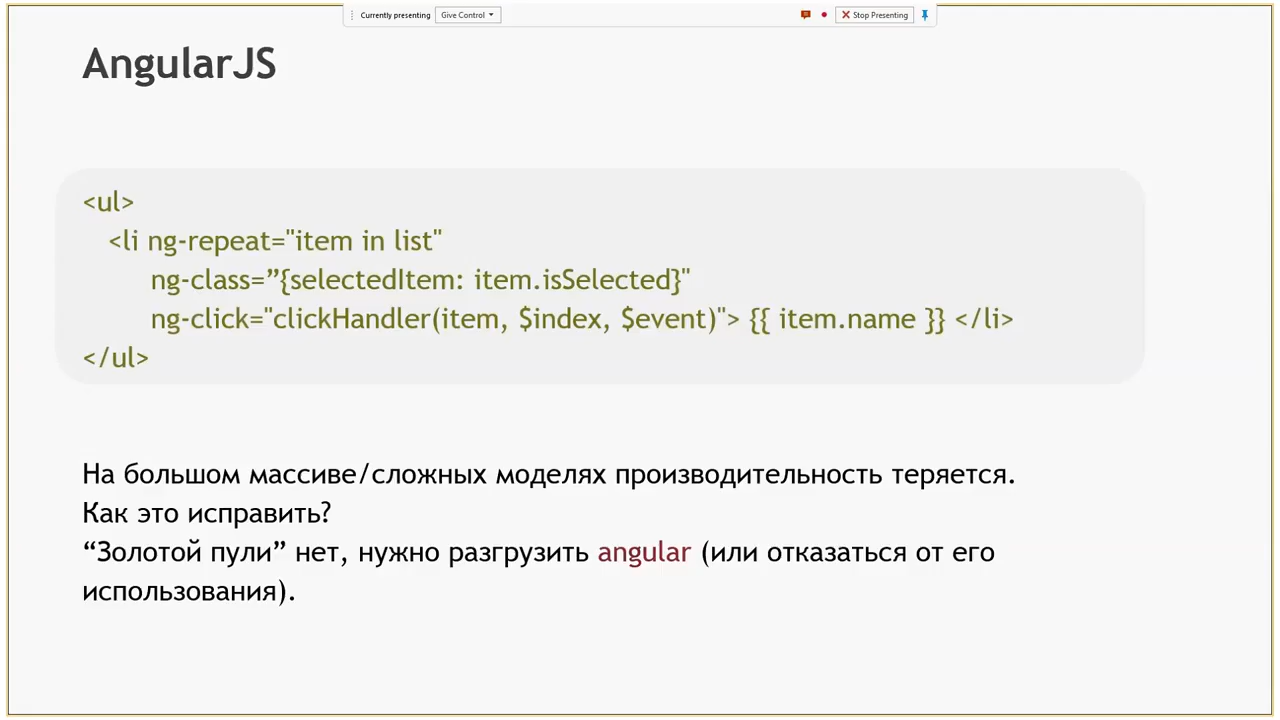 Currently presenting Give Control Stop Presenting
AngularJS
<ul>
<li ng-repeat="item in list"
ng-class=”{selectedItem: item.isSelected}"
ng-click="clickHandler(item, $index, $event)"> {{ item.name }} </li>
</ul>
На большом массиве/сложных моделях производительность теряется.
Как это исправить?
“Золотой пули” нет, нужно разгрузить angular (или отказаться от его
использования).